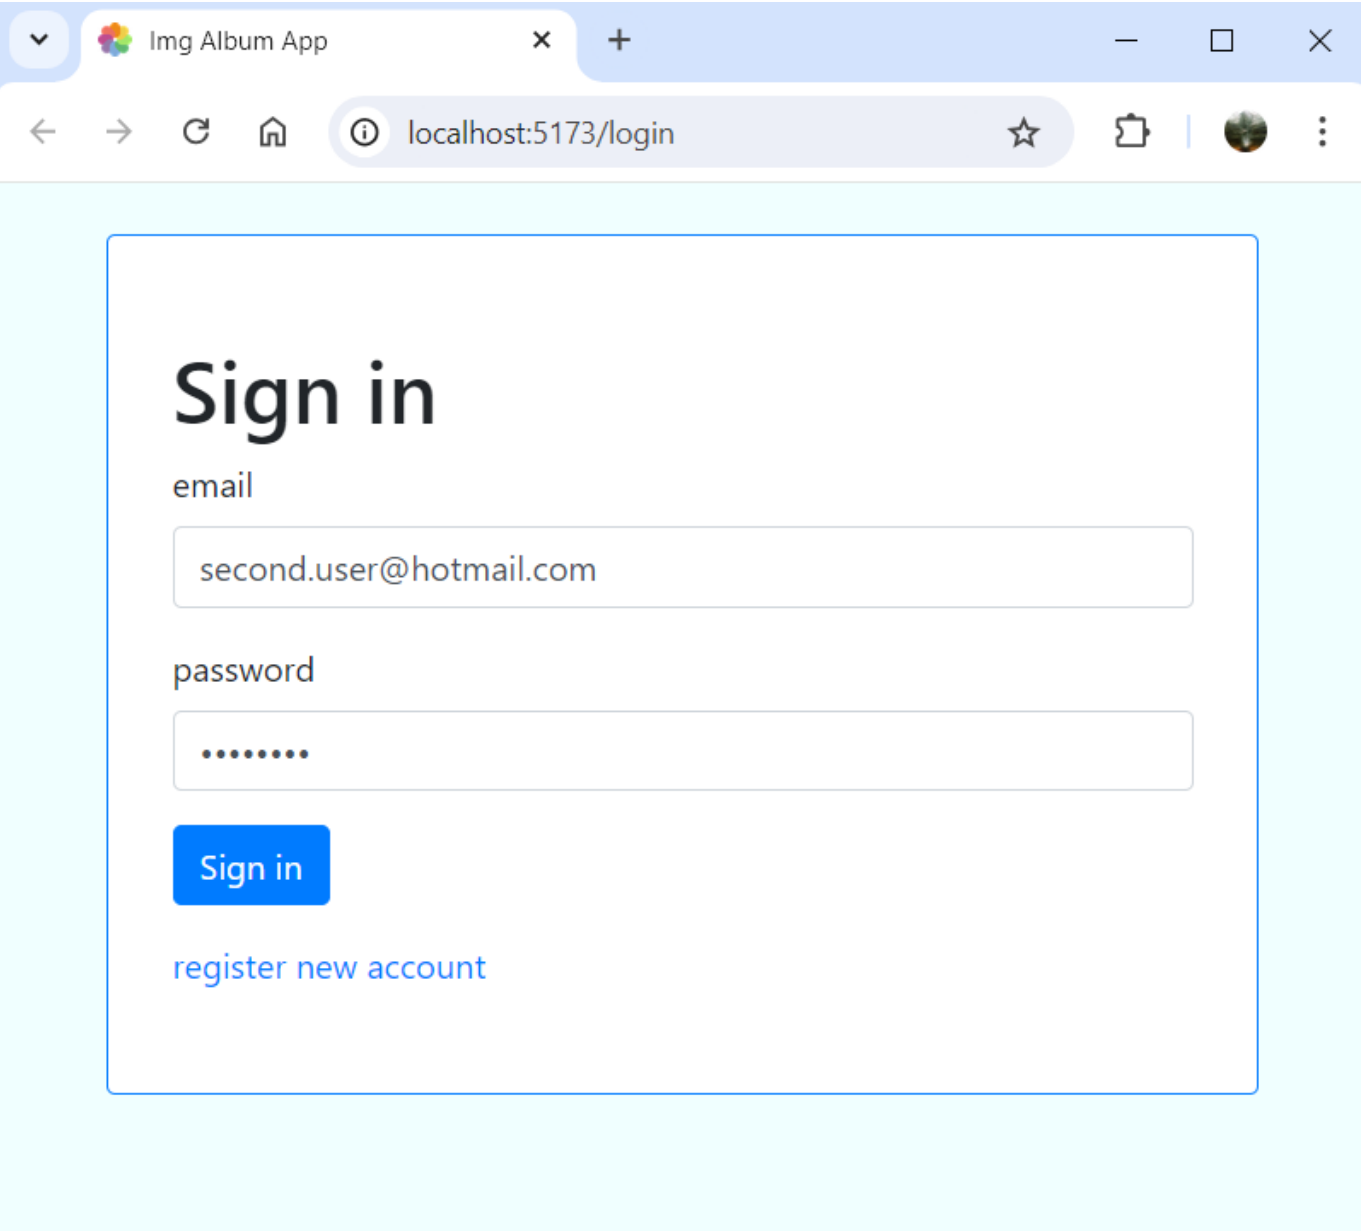 Img Album App
localhost:5173/login
Sign in
email
second.user@hotmail.com
password
••••••••
Sign in
register new account